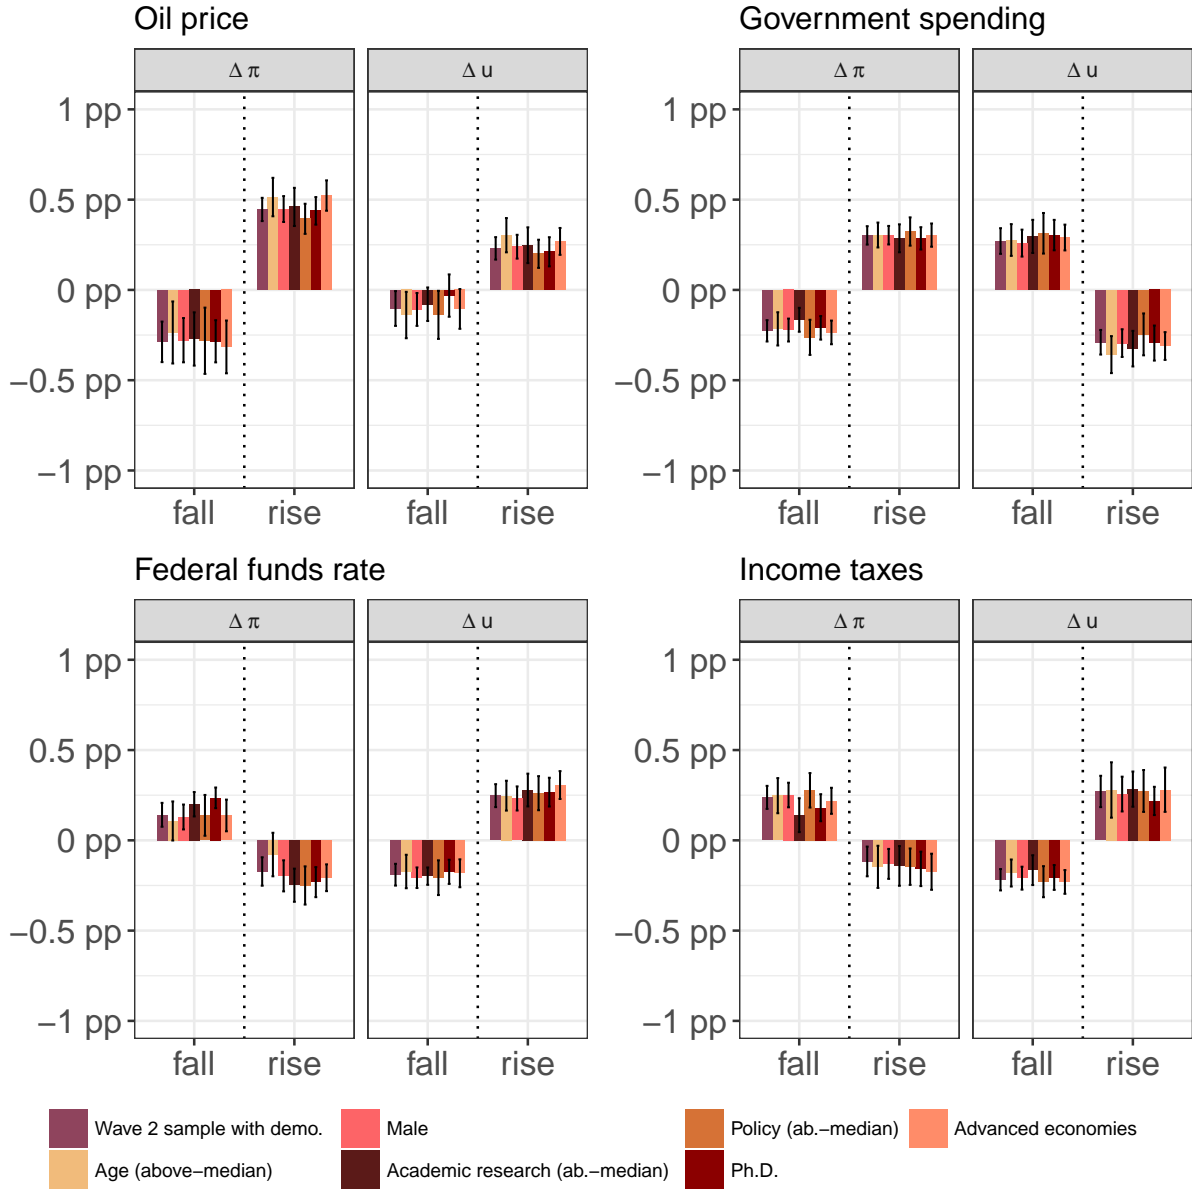 Oil price
Δ π
Δ u
1 pp
0.5 pp
0 pp
−0.5 pp
−1 pp
fall
rise
fall
rise
Government spending
Δ π
Δ u
1 pp
0.5 pp
0 pp
−0.5 pp
−1 pp
fall
rise
fall
rise
Federal funds rate
Δ π
Δ u
1 pp
0.5 pp
0 pp
−0.5 pp
−1 pp
fall
rise
fall
rise
Income taxes
Δ π
Δ u
1 pp
0.5 pp
0 pp
−0.5 pp
−1 pp
fall
rise
fall
rise
Wave 2 sample with demo.
Age (above−median)
Male
Academic research (ab.−median)
Policy (ab.−median)
Ph.D.
Advanced economies